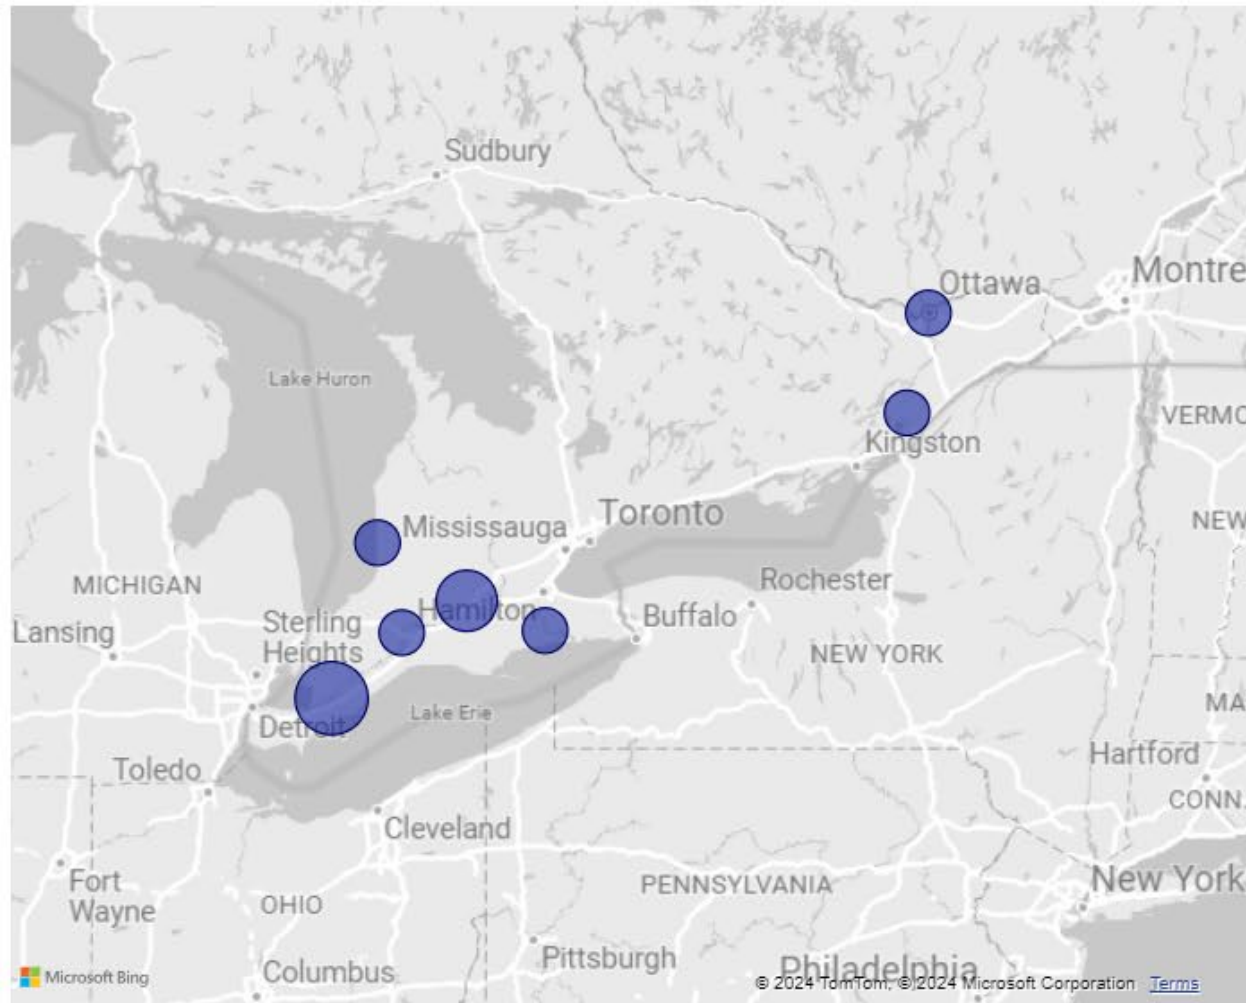 Sudbury
Ottawa
Montre
Lake Huron
Kingston
VERMO
Mississauga
Toronto
NEW
MICHIGAN
Rochester
Lansing
Sterling
Heights
Hamilton
Buffalo
NEW YORK
Lake Erie
MA
Detroit
Toledo
Hartford
CONN.
Cleveland
Fort
Wayne
OHIO
PENNSYLVANIA
New York
Pittsburgh
Philadelphia
Columbus
Microsoft Bing
© 2024 TomTom, © 2024 Microsoft Corporation Terms